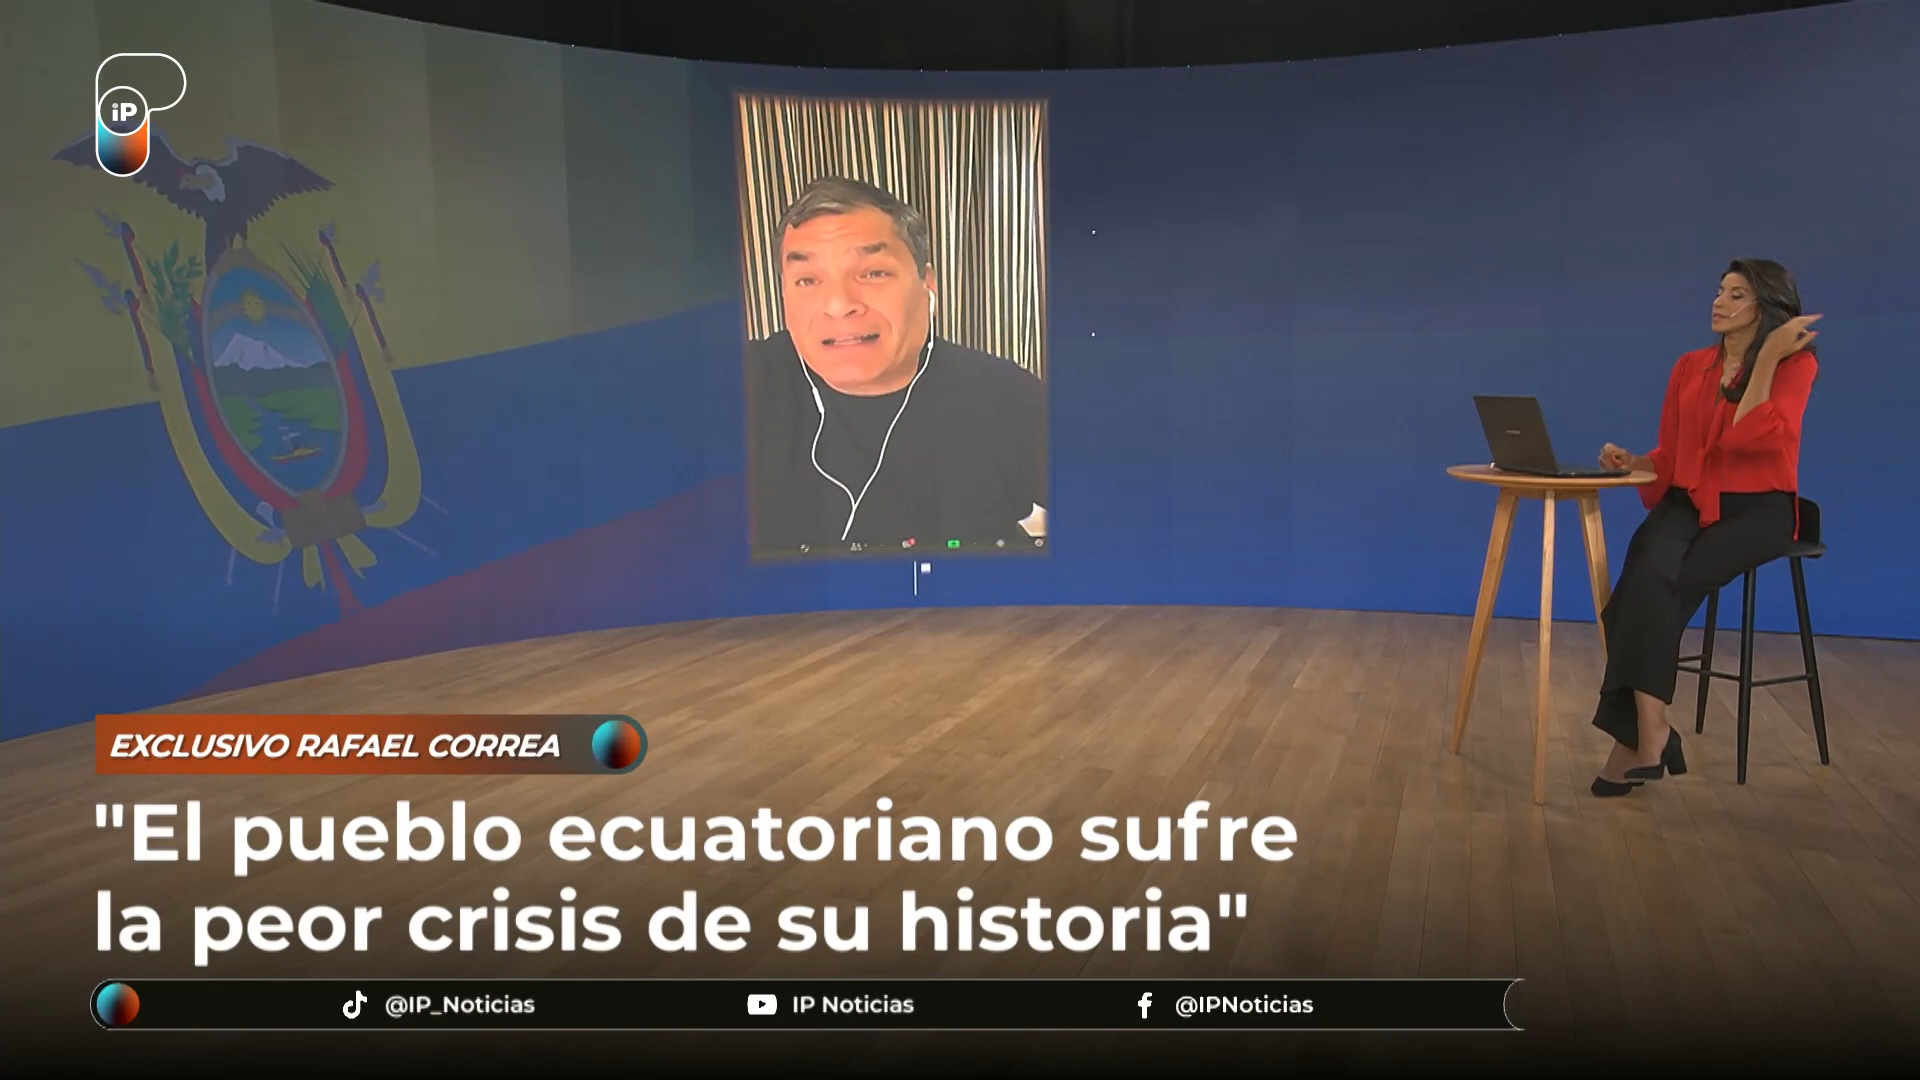 iP
EXCLUSIVO RAFAEL CORREA
"El pueblo ecuatoriano sufre
la peor crisis de su historia"
@IP_Noticias IP Noticias @IPNoticias